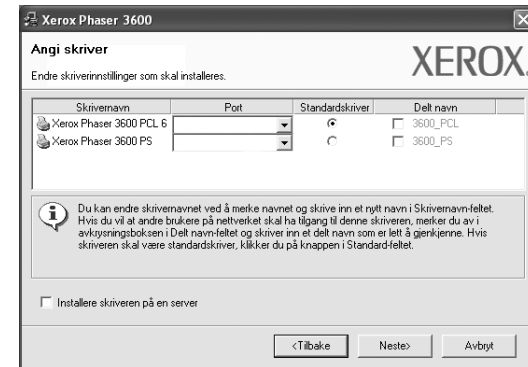 Xerox Phaser 3600
Angi skriver
Endre skriverinnstillinger som skal installeres.
XEROX.
Skrivernavn Port Standardskriver Delt navn
Xerox Phaser 3600 PCL 6 3600_PCL
Xerox Phaser 3600 PS 3600_PS
Du kan endre skrivernavnet ved å merke navnet og skrive inn et nytt navn i Skrivernavn-feltet.
Hvis du vil at andre brukere på nettverket skal ha tilgang til denne skriveren, merker du av i
avkrysningsboksen i Delt navn-feltet og skriver inn et delt navn som er lett å gjenkjenne. Hvis
skriveren skal være standardskriver, klikker du på knappen i Standard-feltet.
Installere skriveren på en server
<Tilbake Neste> Avbryt